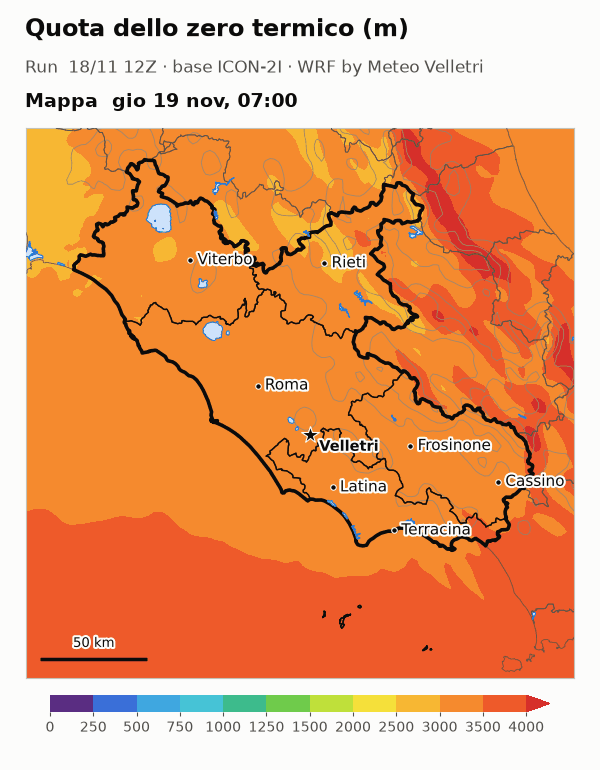 Quota dello zero termico (m)
Run  18/11 12Z · base ICON-2I · WRF by Meteo Velletri
Mappa  gio 19 nov, 07:00
Viterbo
Rieti
Roma
Velletri
Frosinone
Latina
Cassino
Terracina
50 km
0 250 500 750 1000 1250 1500 2000 2500 3000 3500 4000